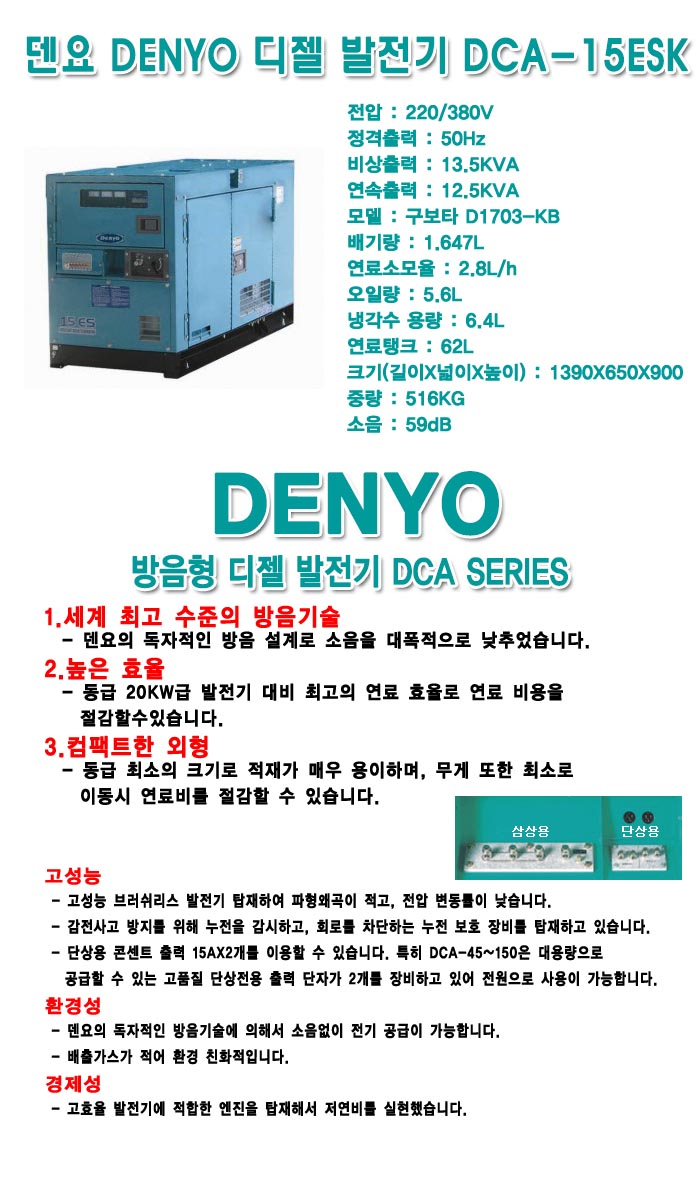 덴요 DENYO 디젤 발전기 DCA-15ESK
전압 : 220/380V
정격출력 : 50Hz
비상출력 : 13.5KVA
연속출력 : 12.5KVA
모델 : 구보타 D1703-KB
배기량 : 1.647L
연료소모율 : 2.8L/h
오일량 : 5.6L
냉각수 용량 : 6.4L
연료탱크 : 62L
크기(길이X넓이X높이) : 1390X650X900
중량 : 516KG
소음 : 59dB
Denyo
15ES
DENYO
방음형 디젤 발전기 DCA SERIES
1.세계 최고 수준의 방음기술
- 덴요의 독자적인 방음 설계로 소음을 대폭적으로 낮추었습니다.
2.높은 효율
- 동급 20KW급 발전기 대비 최고의 연료 효율로 연료 비용을
절감할수있습니다.
3.컴팩트한 외형
- 동급 최소의 크기로 적재가 매우 용이하며, 무게 또한 최소로
이동시 연료비를 절감할 수 있습니다.
삼상용
단상용
고성능
- 고성능 브러쉬리스 발전기 탑재하여 파형왜곡이 적고, 전압 변동률이 낮습니다.
- 감전사고 방지를 위해 누전을 감시하고, 회로를 차단하는 누전 보호 장비를 탑재하고 있습니다.
- 단상용 콘센트 출력 15AX2개를 이용할 수 있습니다. 특히 DCA-45~150은 대용량으로
공급할 수 있는 고품질 단상전용 출력 단자가 2개를 장비하고 있어 전원으로 사용이 가능합니다.
환경성
- 덴요의 독자적인 방음기술에 의해서 소음없이 전기 공급이 가능합니다.
- 배출가스가 적어 환경 친화적입니다.
경제성
- 고효율 발전기에 적합한 엔진을 탑재해서 저연비를 실현했습니다.